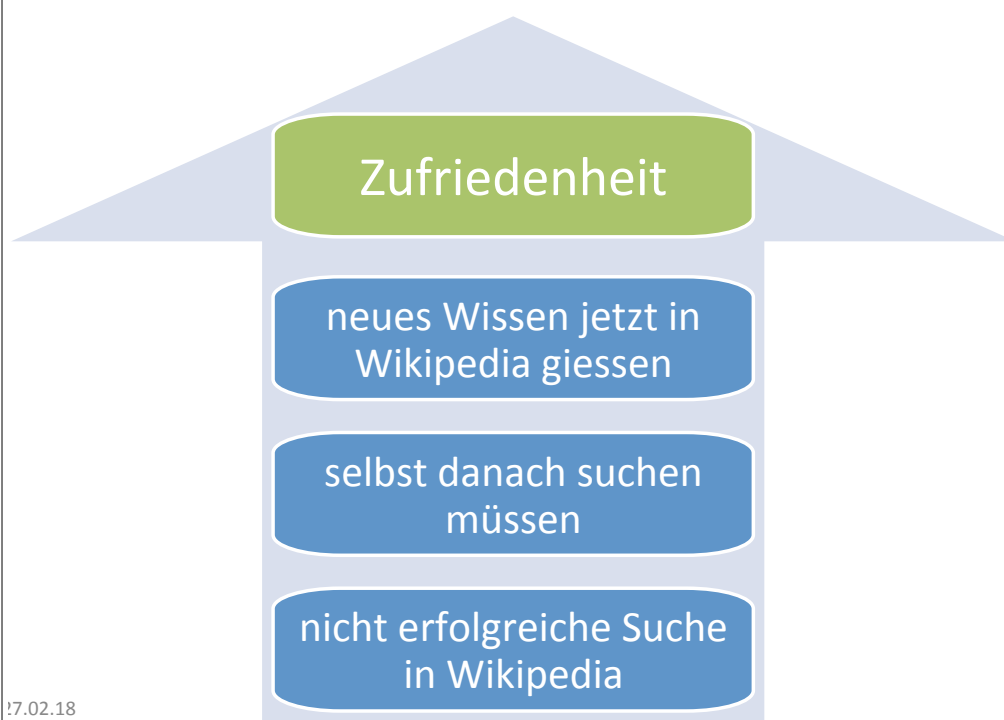 Zufriedenheit
neues Wissen jetzt in
Wikipedia giessen
selbst danach suchen
müssen
nicht erfolgreiche Suche
in Wikipedia
7.02.18